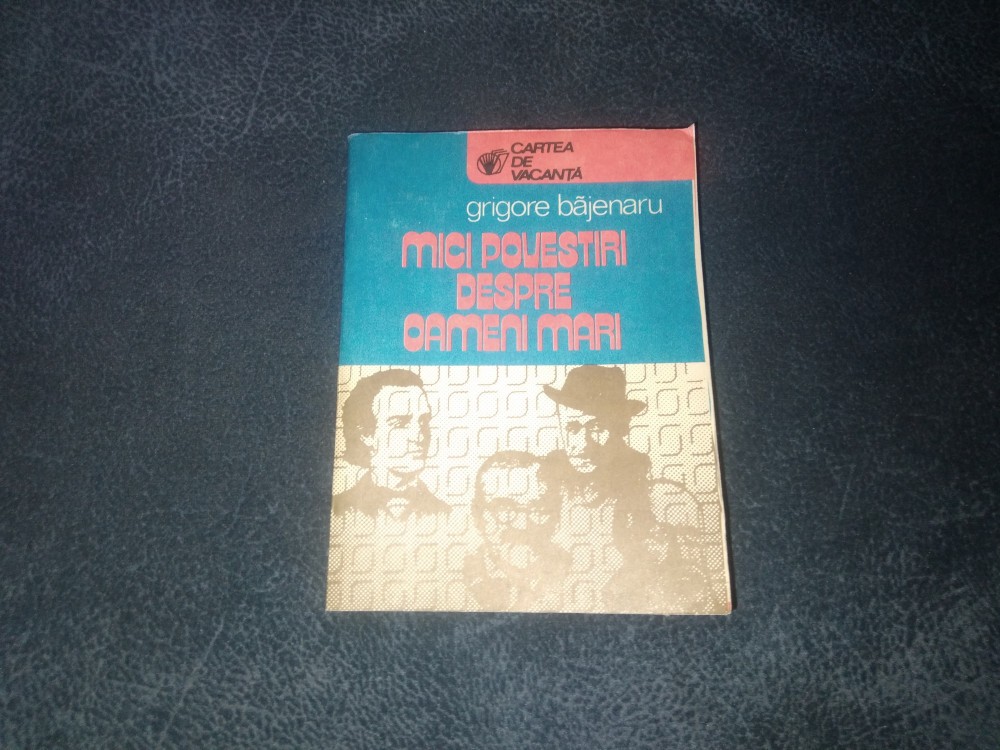 CARTEA
DE
VACANȚĂ
grigore băjenaru
MICI POVESTIRI
DESPRE
OAMENI MARI